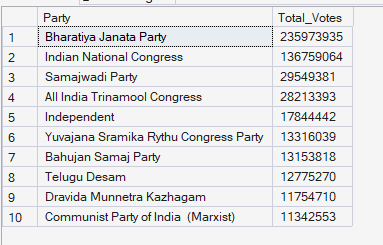 Party Total_Votes
1 Bharatiya Janata Party 235973935
2 Indian National Congress 136759064
3 Samajwadi Party 29549381
4 All India Trinamool Congress 28213393
5 Independent 17844442
6 Yuvajana Sramika Rythu Congress Party 13316039
7 Bahujan Samaj Party 13153818
8 Telugu Desam 12775270
9 Dravida Munnetra Kazhagam 11754710
10 Communist Party of India (Marxist) 11342553